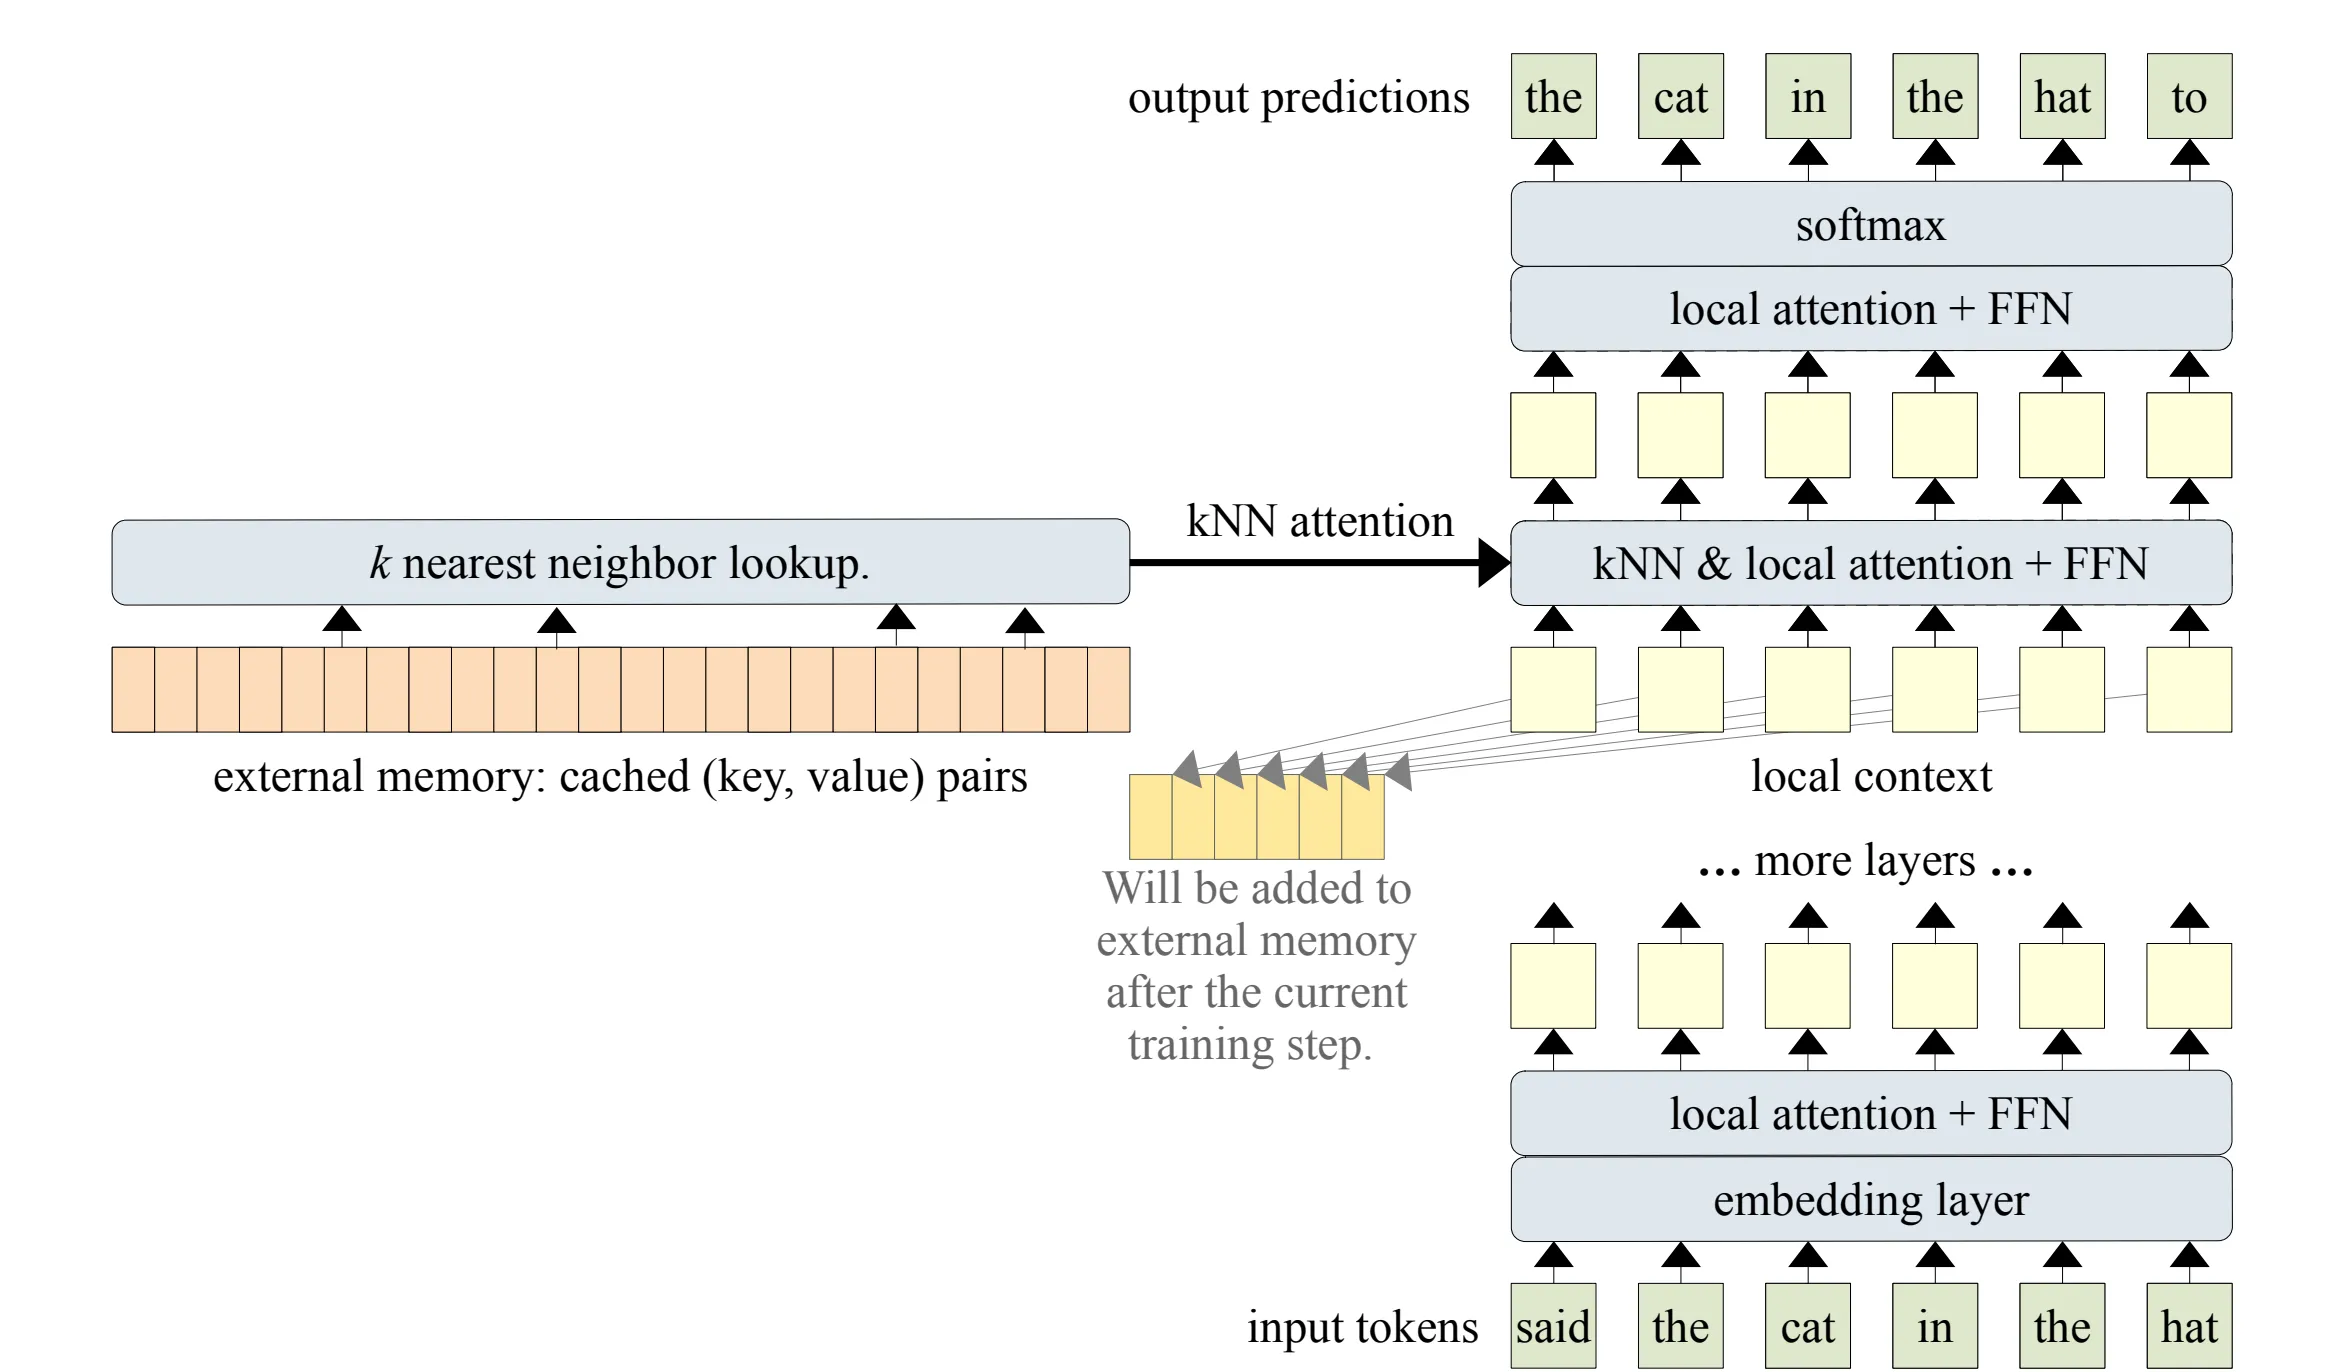 output predictions the cat in the hat to
softmax
local attention + FFN
kNN attention
k nearest neighbor lookup.
kNN & local attention + FFN
external memory: cached (key, value) pairs
local context
... more layers ...
Will be added to
external memory
after the current
training step.
local attention + FFN
embedding layer
input tokens said the cat in the hat